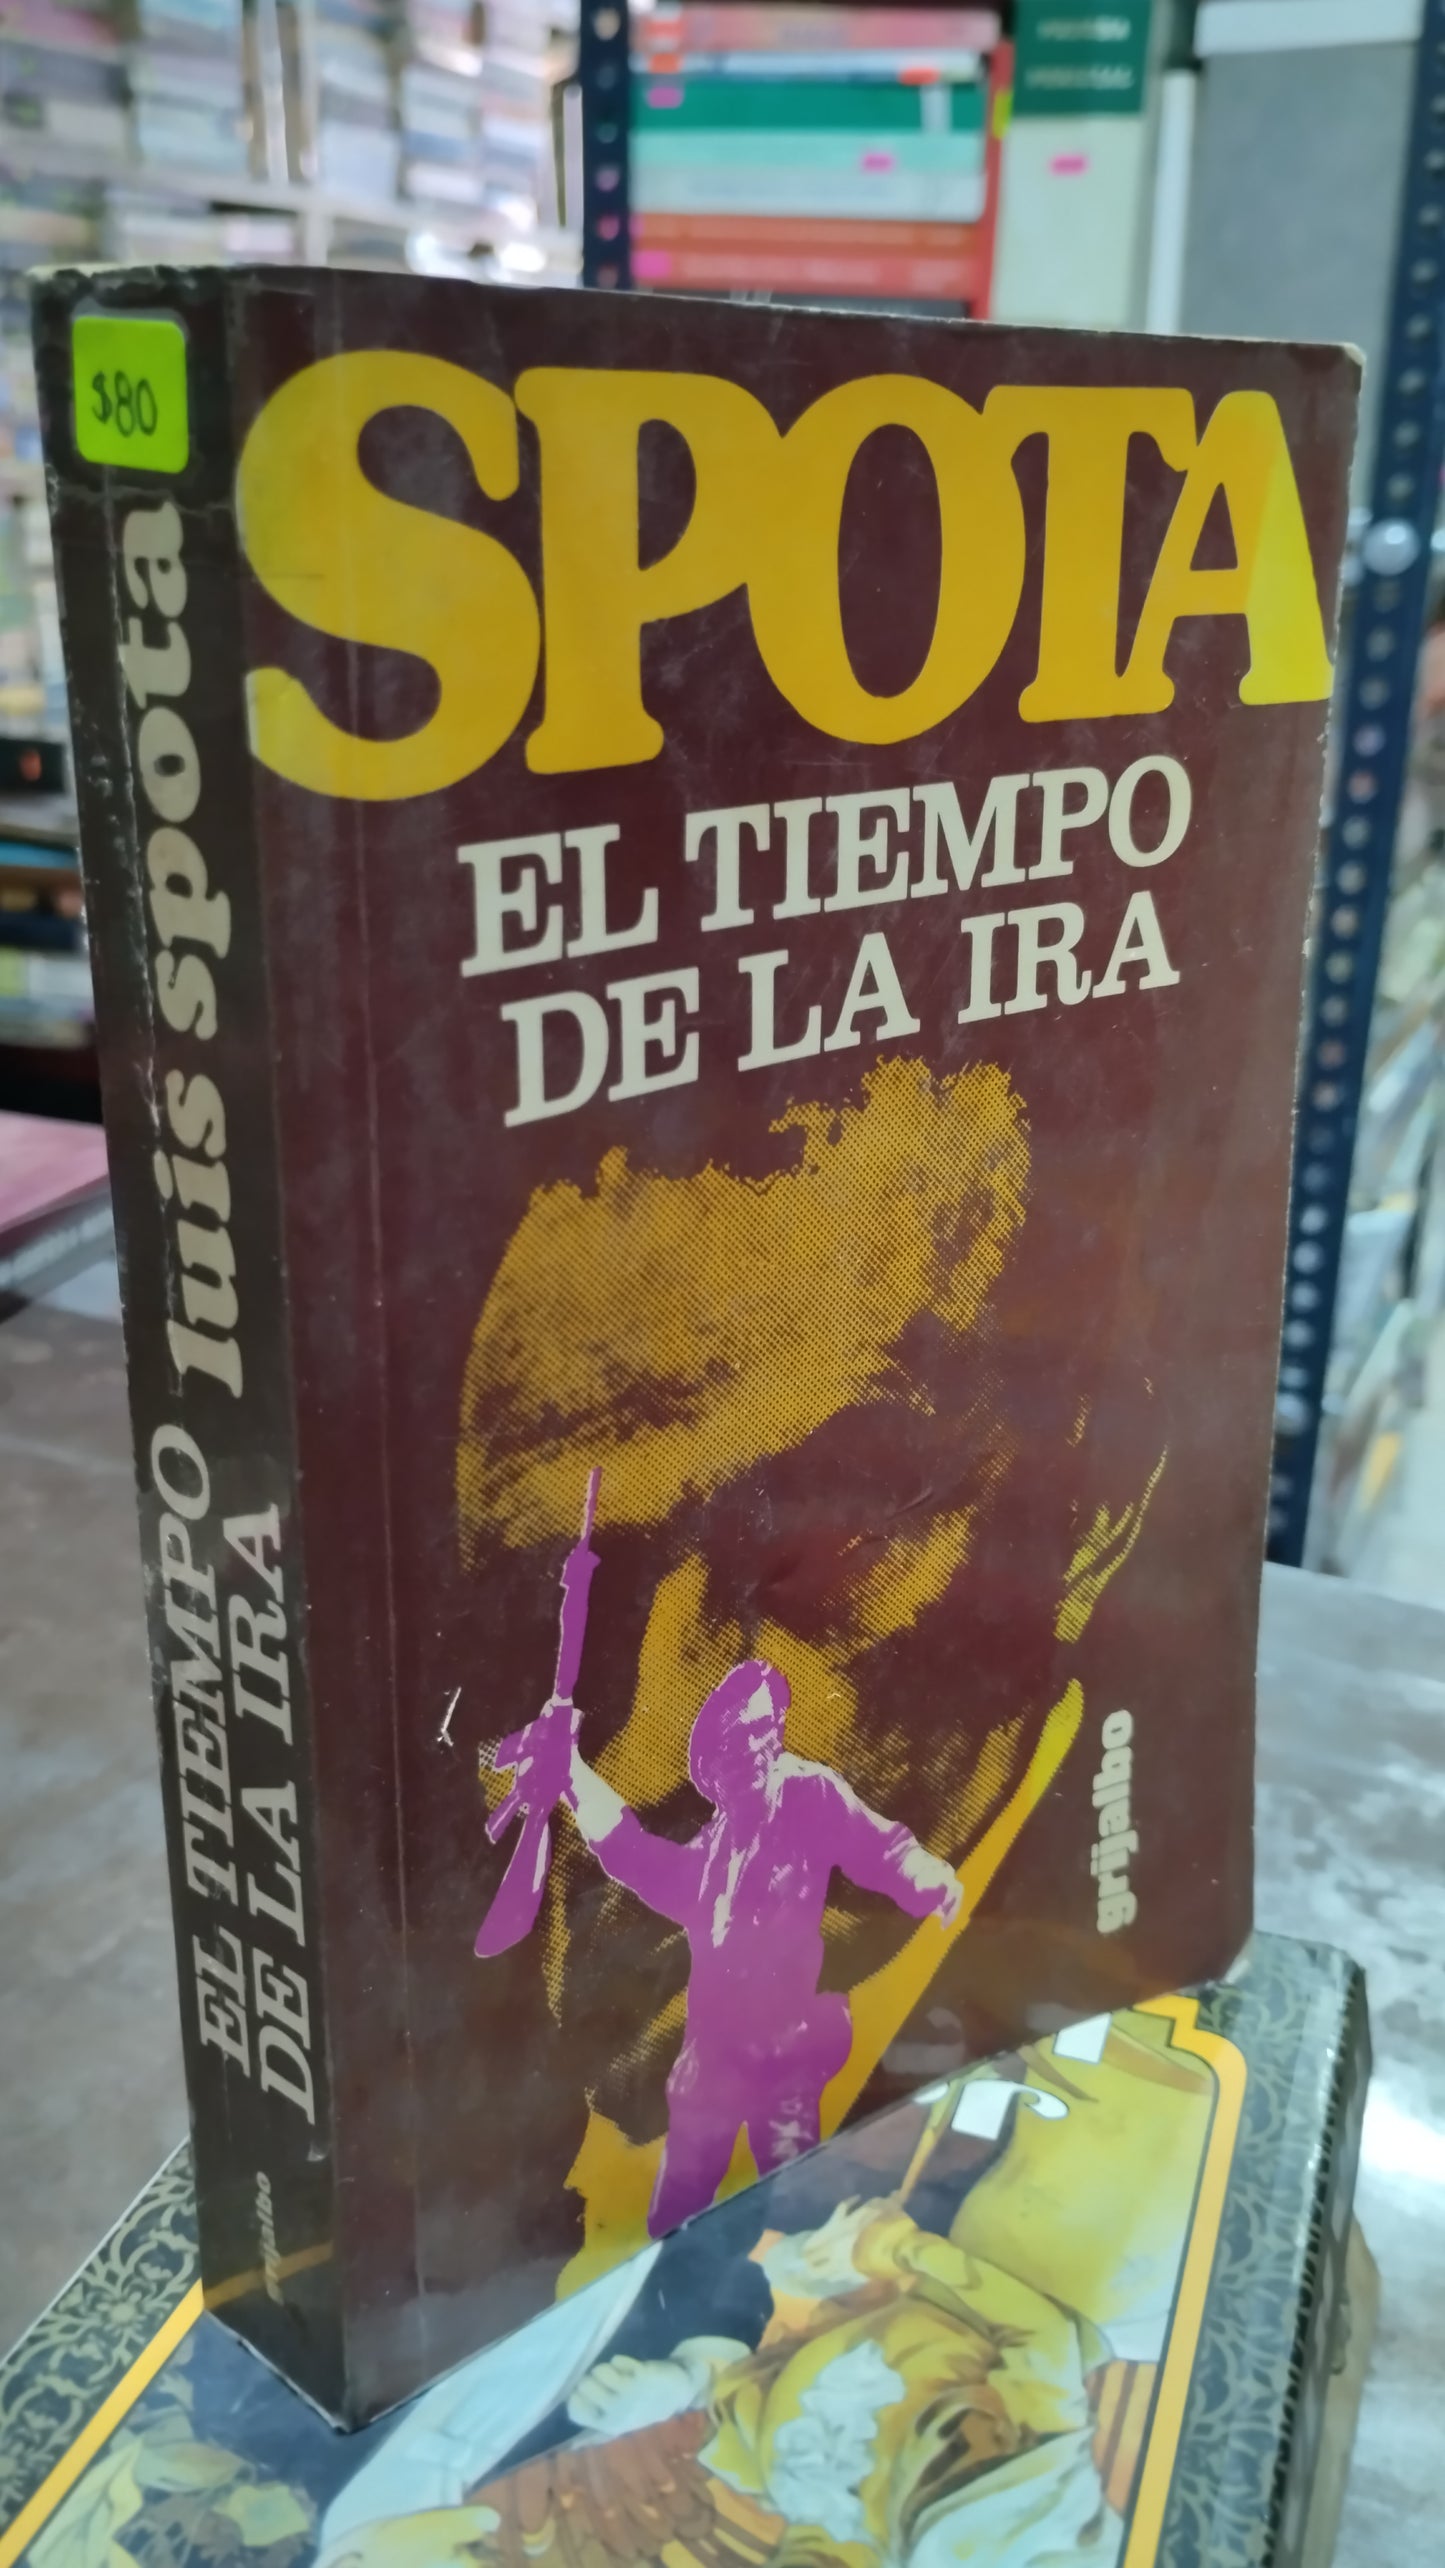 $80
luis spota
EL TIEMPO
DE LA IRA
grijalbo
SPOTA
EL TIEMPO
DE LA IRA
grijalbo